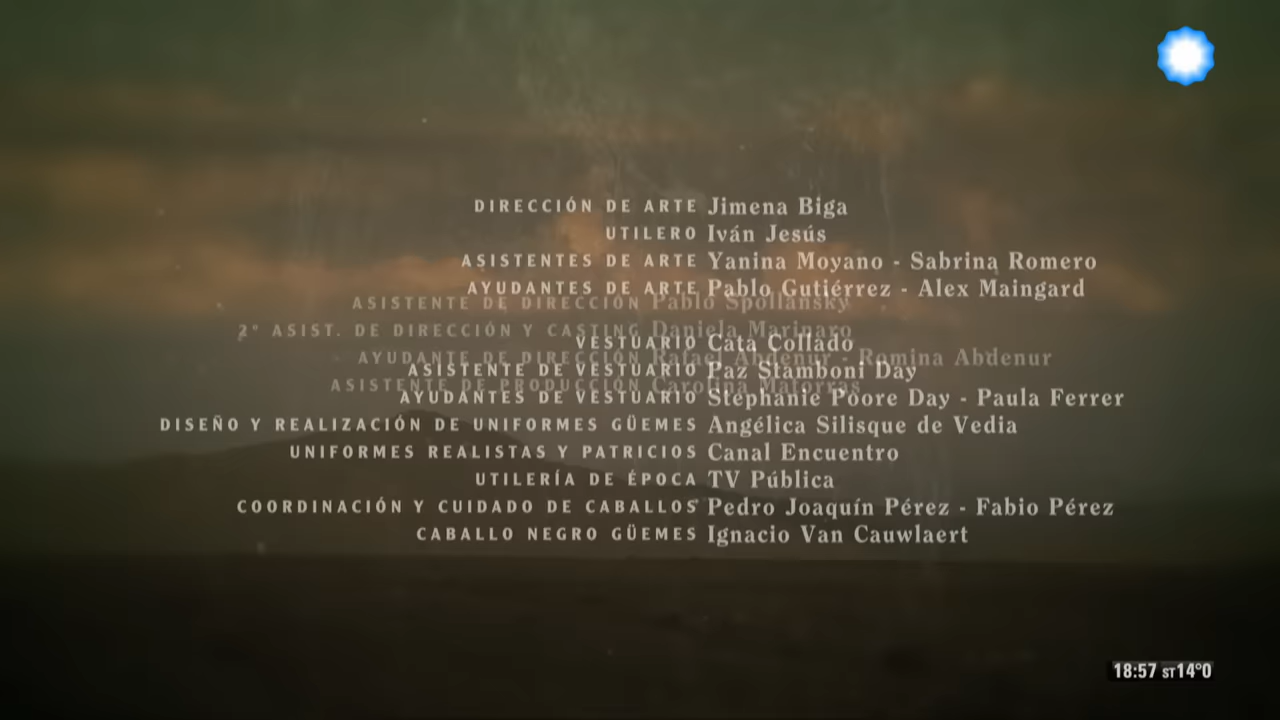 DIRECCIÓN DE ARTE Jimena Biga
UTILERO Iván Jesús
ASISTENTES DE ARTE Yanina Moyano - Sabrina Romero
AYUDANTES DE ARTE Pablo Gutiérrez - Alex Maingard
ASISTENTE DE DIRECCIÓN Pablo Spollansky
2° ASIST. DE DIRECCIÓN Y CASTING Daniela Marinaro
VESTUARIO Cata Collado
AYUDANTE DE DIRECCIÓN Rafael Abdenur - Romina Abdenur
ASISTENTE DE VESTUARIO Paz Stamboni Day
ASISTENTE DE PRODUCCIÓN Carolina Matorras
AYUDANTES DE VESTUARIO Stephanie Poore Day - Paula Ferrer
DISEÑO Y REALIZACIÓN DE UNIFORMES GÜEMES Angélica Silisque de Vedia
UNIFORMES REALISTAS Y PATRICIOS Canal Encuentro
UTILERÍA DE ÉPOCA TV Pública
COORDINACIÓN Y CUIDADO DE CABALLOS Pedro Joaquín Pérez - Fabio Pérez
CABALLO NEGRO GÜEMES Ignacio Van Cauwlaert
18:57 ST 14°0